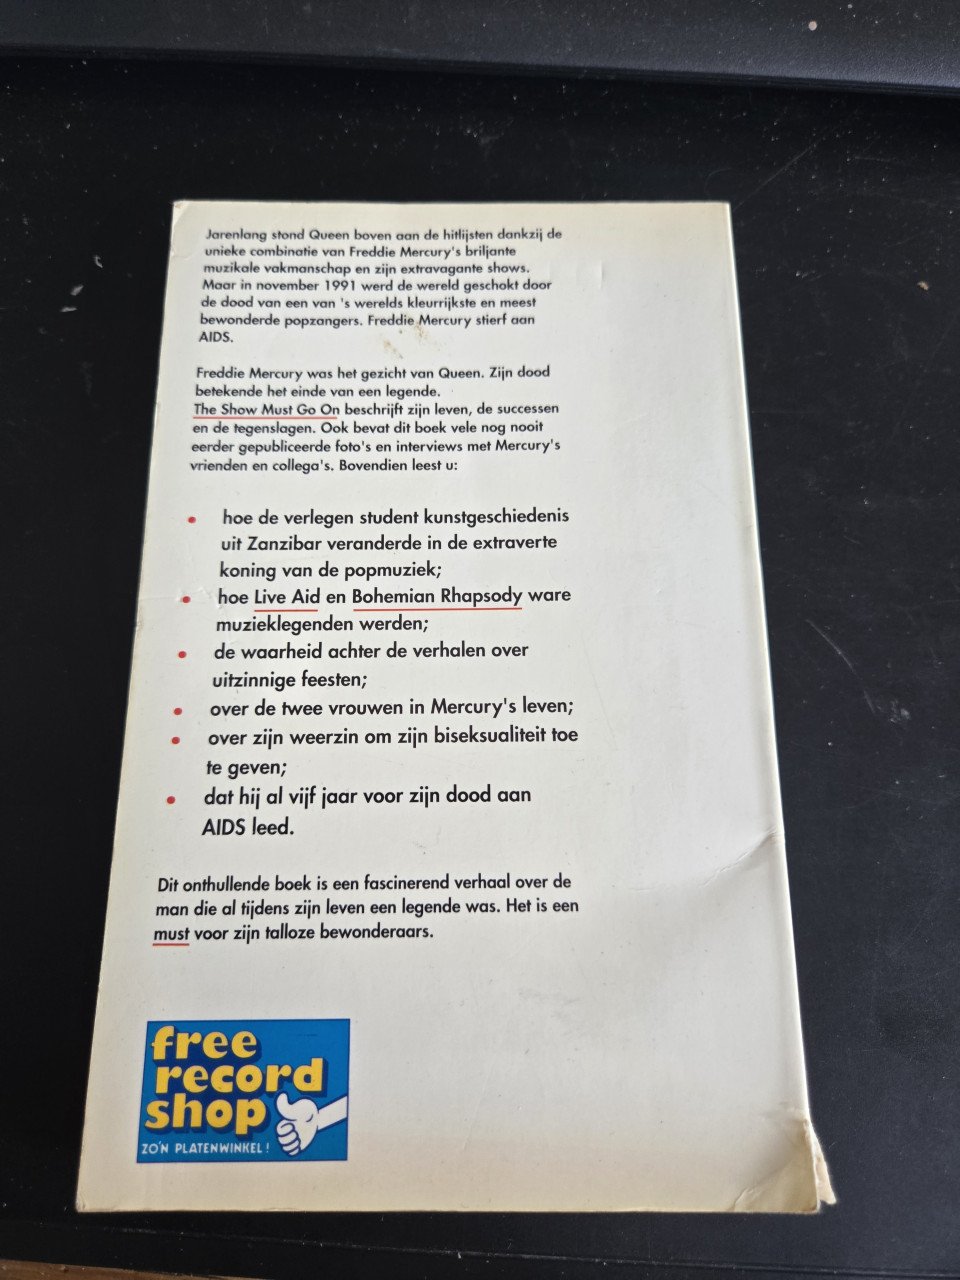 Jarenlang stond Queen boven aan de hitlijsten dankzij de
unieke combinatie van Freddie Mercury's briljante
muzikale vakmanschap en zijn extravagante shows.
Maar in november 1991 werd de wereld geschokt door
de dood van een van 's werelds kleurrijkste en meest
bewonderde popzangers. Freddie Mercury stierf aan
AIDS.
Freddie Mercury was het gezicht van Queen. Zijn dood
betekende het einde van een legende.
The Show Must Go On beschrijft zijn leven, de successen
en de tegenslagen. Ook bevat dit boek vele nog nooit
eerder gepubliceerde foto's en interviews met Mercury's
vrienden en collega's. Bovendien leest u:
• hoe de verlegen student kunstgeschiedenis
uit Zanzibar veranderde in de extraverte
koning van de popmuziek;
• hoe Live Aid en Bohemian Rhapsody ware
muzieklegenden werden;
• de waarheid achter de verhalen over
uitzinnige feesten;
• over de twee vrouwen in Mercury's leven;
• over zijn weerzin om zijn biseksualiteit toe
te geven;
• dat hij al vijf jaar voor zijn dood aan
AIDS leed.
Dit onthullende boek is een fascinerend verhaal over de
man die al tijdens zijn leven een legende was. Het is een
must voor zijn talloze bewonderaars.
free
record
shop
ZO'N PLATENWINKEL!